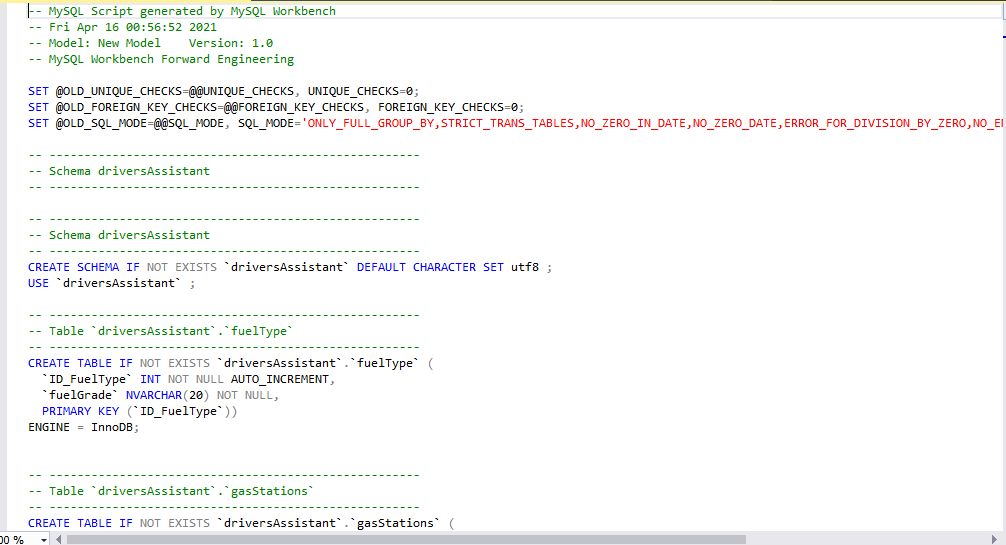 -- MySQL Script generated by MySQL Workbench
-- Fri Apr 16 00:56:52 2021
-- Model: New Model    Version: 1.0
-- MySQL Workbench Forward Engineering
SET @OLD_UNIQUE_CHECKS=@@UNIQUE_CHECKS, UNIQUE_CHECKS=0;
SET @OLD_FOREIGN_KEY_CHECKS=@@FOREIGN_KEY_CHECKS, FOREIGN_KEY_CHECKS=0;
SET @OLD_SQL_MODE=@@SQL_MODE, SQL_MODE='ONLY_FULL_GROUP_BY,STRICT_TRANS_TABLES,NO_ZERO_IN_DATE,NO_ZERO_DATE,ERROR_FOR_DIVISION_BY_ZERO,NO_E
-- -----------------------------------------------------
-- Schema driversAssistant
-- -----------------------------------------------------
-- -----------------------------------------------------
-- Schema driversAssistant
-- -----------------------------------------------------
CREATE SCHEMA IF NOT EXISTS `driversAssistant` DEFAULT CHARACTER SET utf8 ;
USE `driversAssistant` ;
-- -----------------------------------------------------
-- Table `driversAssistant`.`fuelType`
-- -----------------------------------------------------
CREATE TABLE IF NOT EXISTS `driversAssistant`.`fuelType` (
  `ID_FuelType` INT NOT NULL AUTO_INCREMENT,
  `fuelGrade` NVARCHAR(20) NOT NULL,
  PRIMARY KEY (`ID_FuelType`))
ENGINE = InnoDB;
-- -----------------------------------------------------
-- Table `driversAssistant`.`gasStations`
-- -----------------------------------------------------
CREATE TABLE IF NOT EXISTS `driversAssistant`.`gasStations` (
00 %